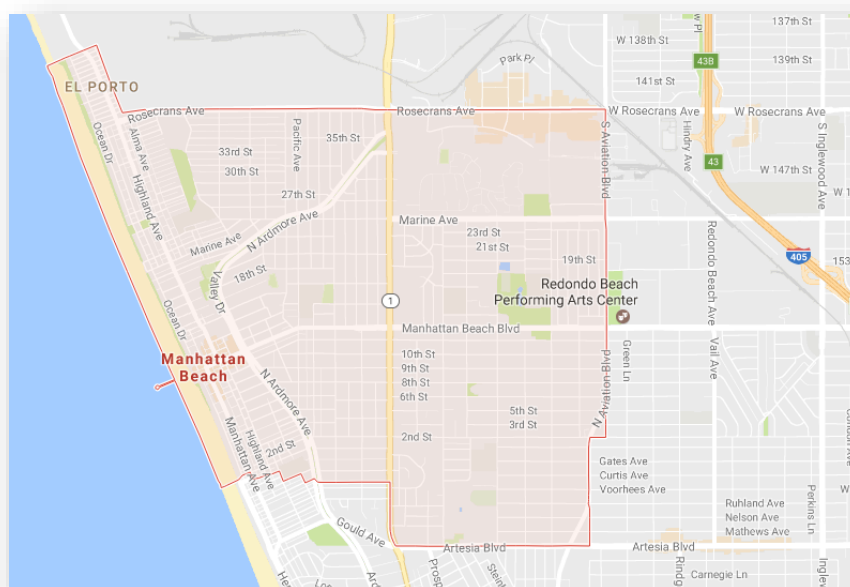 137th St
W 138th St
Park Pl
43B
139th St
141st St
EL PORTO
Rosecrans Ave
Rosecrans Ave
W Rosecrans Ave
Ocean Dr
Alma Ave
Highland Ave
Pacific Ave
35th St
33rd St
30th St
27th St
S Aviation Blvd
Hindry Ave
43
W 147th St
S Inglewood Ave
Marine Ave
N Ardmore Ave
Marine Ave
23rd St
21st St
19th St
18th St
Valley Dr
405
153
Redondo Beach
Performing Arts Center
Redondo Beach Ave
Ocean Dr
1
Manhattan Beach Blvd
Manhattan
Beach
10th St
9th St
8th St
6th St
5th St
3rd St
2nd St
N Ardmore Ave
N Aviation Blvd
Green Ln
Vail Ave
Manhattan Ave
Highland Ave
2nd St
Gates Ave
Curtis Ave
Voorhees Ave
Ruhland Ave
Nelson Ave
Mathews Ave
Perkins Ln
Gould Ave
Artesia Blvd
Artesia Blvd
Carnegie Ln